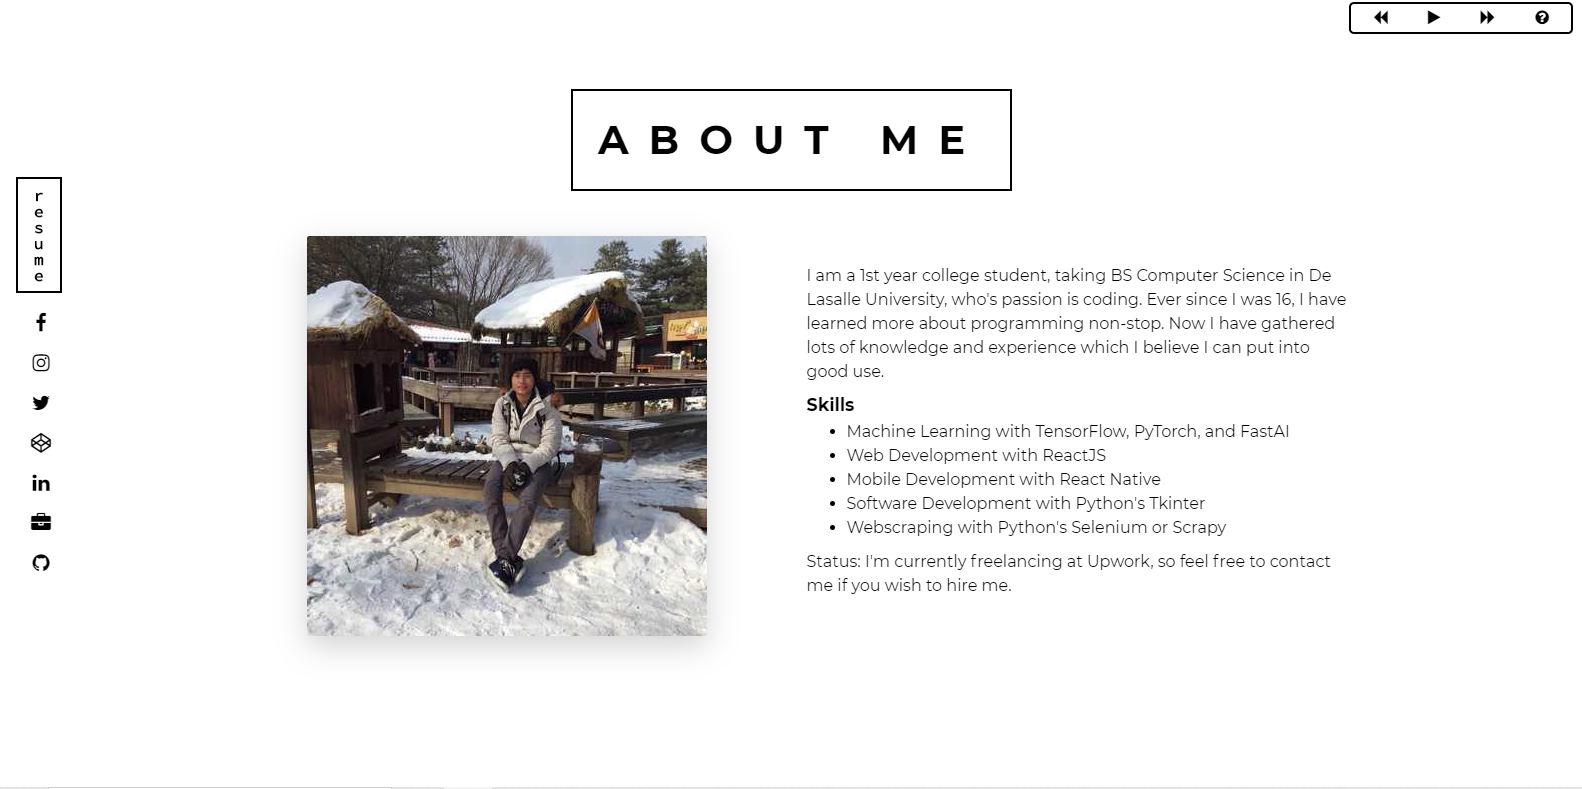 ABOUT ME
resume
I am a 1st year college student, taking BS Computer Science in De
Lasalle University, who's passion is coding. Ever since I was 16, I have
learned more about programming non-stop. Now I have gathered
lots of knowledge and experience which I believe I can put into
good use.
Skills
Machine Learning with TensorFlow, PyTorch, and FastAI
Web Development with ReactJS
Mobile Development with React Native
Software Development with Python's Tkinter
Webscraping with Python's Selenium or Scrapy
Status: I'm currently freelancing at Upwork, so feel free to contact
me if you wish to hire me.